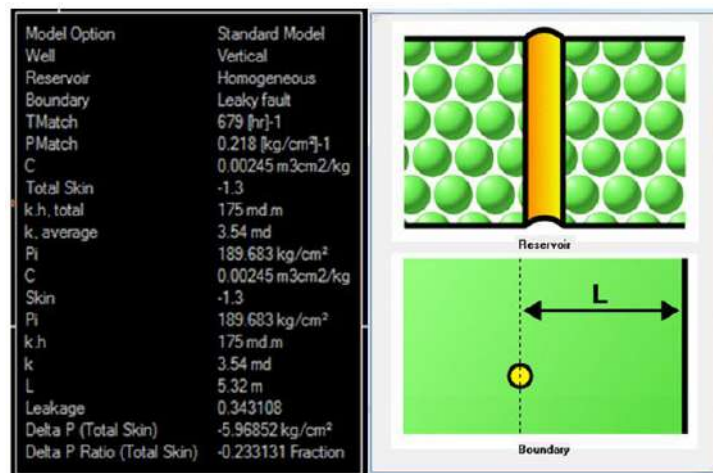 Model Option Standard Model
Well Vertical
Reservoir Homogeneous
Boundary Leaky fault
TMatch 679 [hr]-1
PMatch 0.218 [kg/cm²]-1
C 0.00245 m3cm2/kg
Total Skin -1.3
k.h, total 175 md.m
k, average 3.54 md
Pi 189.683 kg/cm²
C 0.00245 m3cm2/kg
Skin -1.3
Pi 189.683 kg/cm²
k.h 175 md.m
k 3.54 md
L 5.32 m
Leakage 0.343108
Delta P (Total Skin) -5.96852 kg/cm²
Delta P Ratio (Total Skin) -0.233131 Fraction
Reservoir
L
Boundary